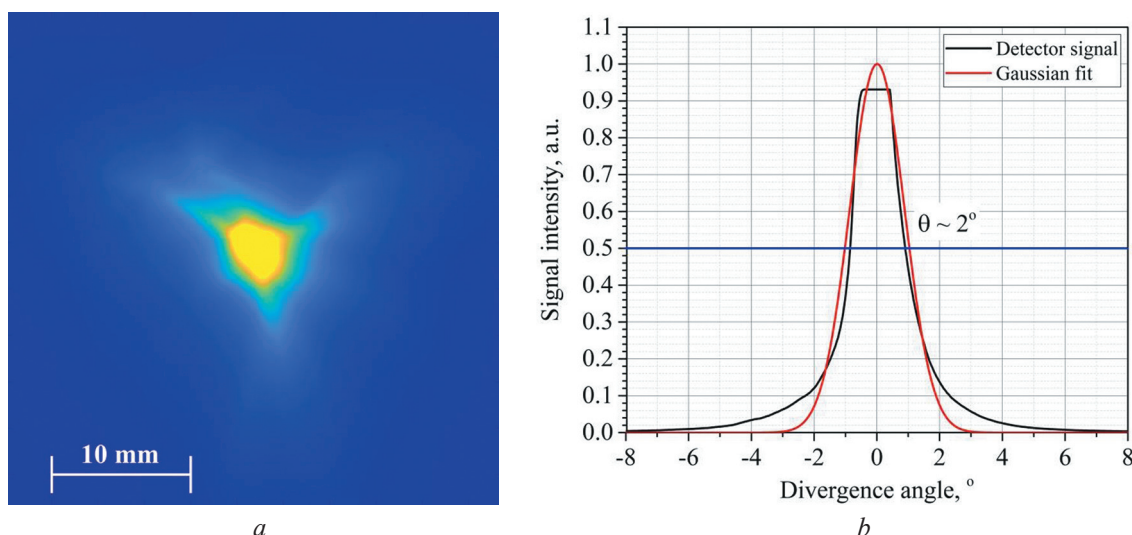 10 mm
a
1.1
1.0
0.9
0.8
0.7
0.6
0.5
0.4
0.3
0.2
0.1
0.0
Signal intensity, a.u.
Detector signal
Gaussian fit
θ ~ 2°
-8 -6 -4 -2 0 2 4 6 8
Divergence angle, °
b